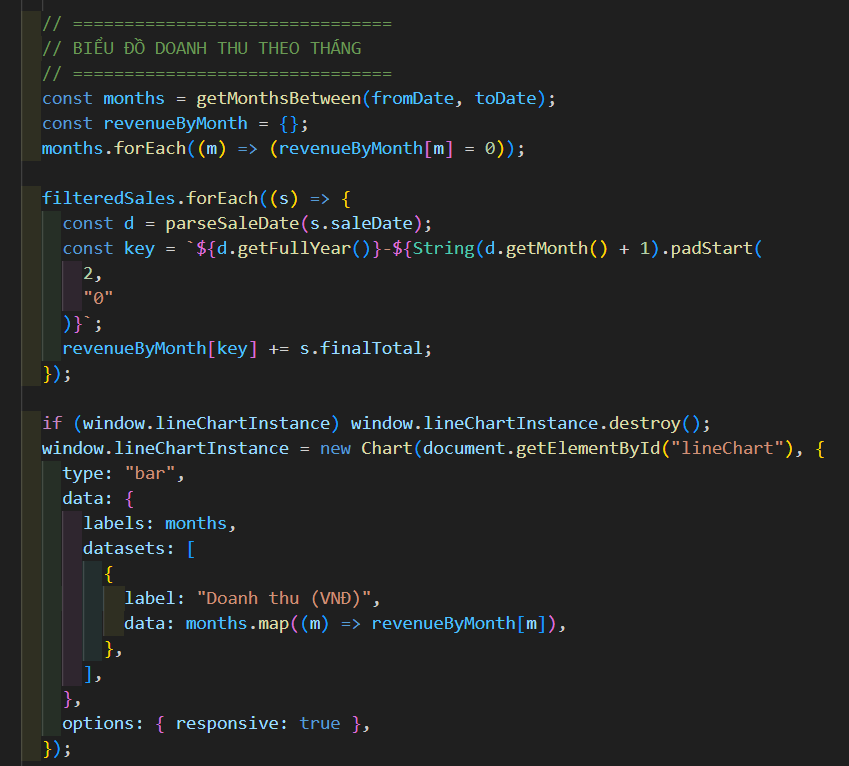 // ===============================
// BIỂU ĐỒ DOANH THU THEO THÁNG
// ===============================
const months = getMonthsBetween(fromDate, toDate);
const revenueByMonth = {};
months.forEach((m) => (revenueByMonth[m] = 0));

filteredSales.forEach((s) => {
  const d = parseSaleDate(s.saleDate);
  const key = `${d.getFullYear()}-${String(d.getMonth() + 1).padStart(
    2,
    "0"
  )}`;
  revenueByMonth[key] += s.finalTotal;
});

if (window.lineChartInstance) window.lineChartInstance.destroy();
window.lineChartInstance = new Chart(document.getElementById("lineChart"), {
  type: "bar",
  data: {
    labels: months,
    datasets: [
      {
        label: "Doanh thu (VNĐ)",
        data: months.map((m) => revenueByMonth[m]),
      },
    ],
  },
  options: { responsive: true },
});